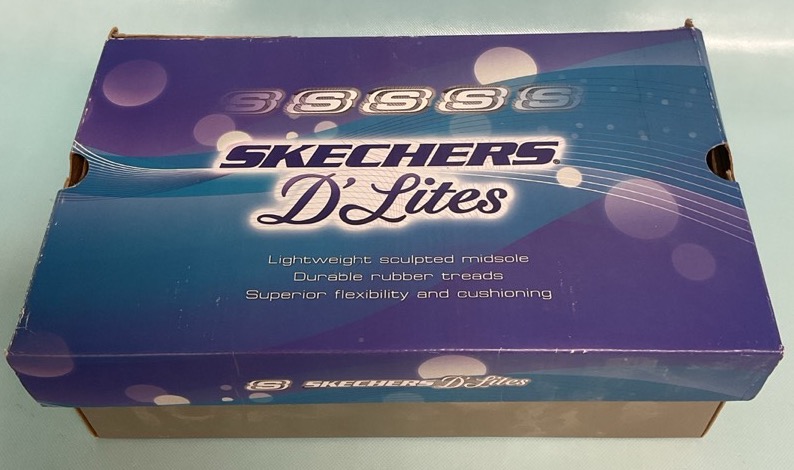 S S S S S
SKECHERS®
D'Lites
Lightweight sculpted midsole
Durable rubber treads
Superior flexibility and cushioning
S SKECHERS D'Lites